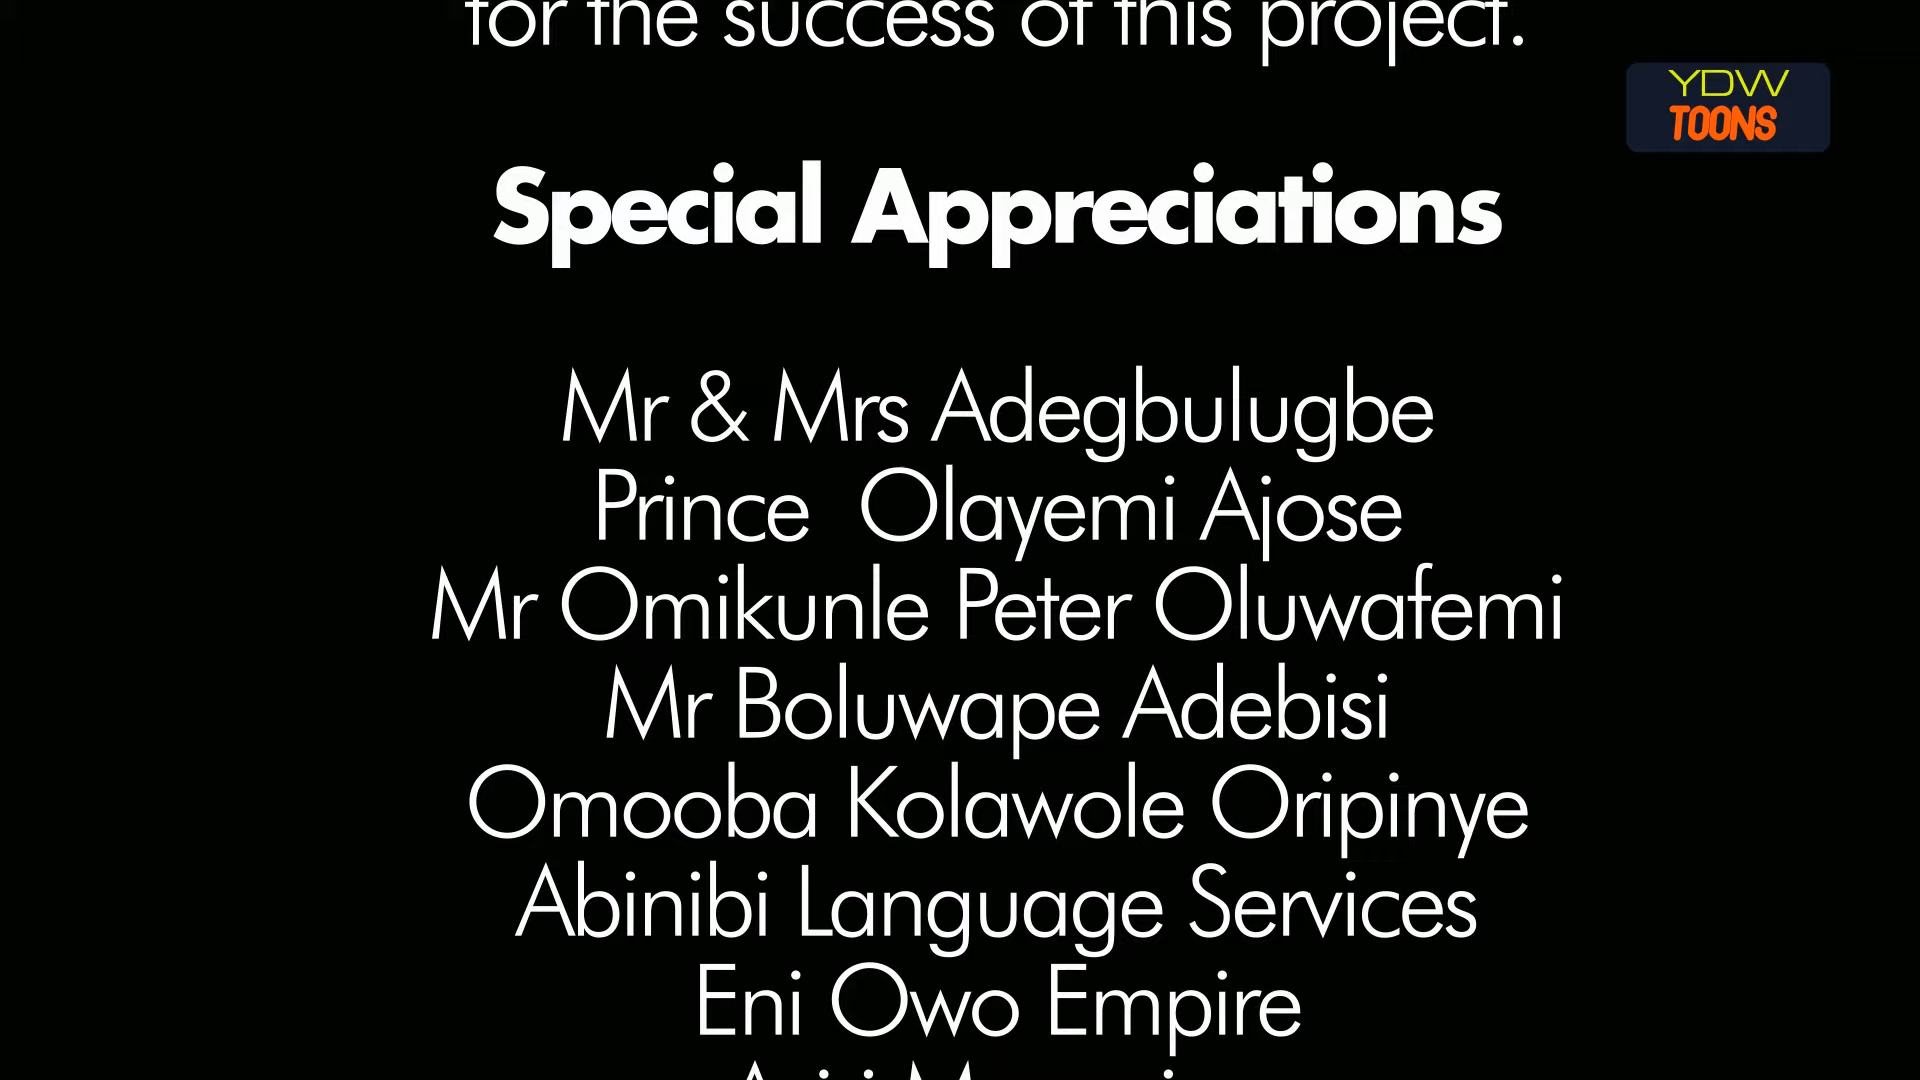 for the success of this project.
YDW
TOONS
Special Appreciations
Mr & Mrs Adegbulugbe
Prince  Olayemi Ajose
Mr Omikunle Peter Oluwafemi
Mr Boluwape Adebisi
Omooba Kolawole Oripinye
Abinibi Language Services
Eni Owo Empire